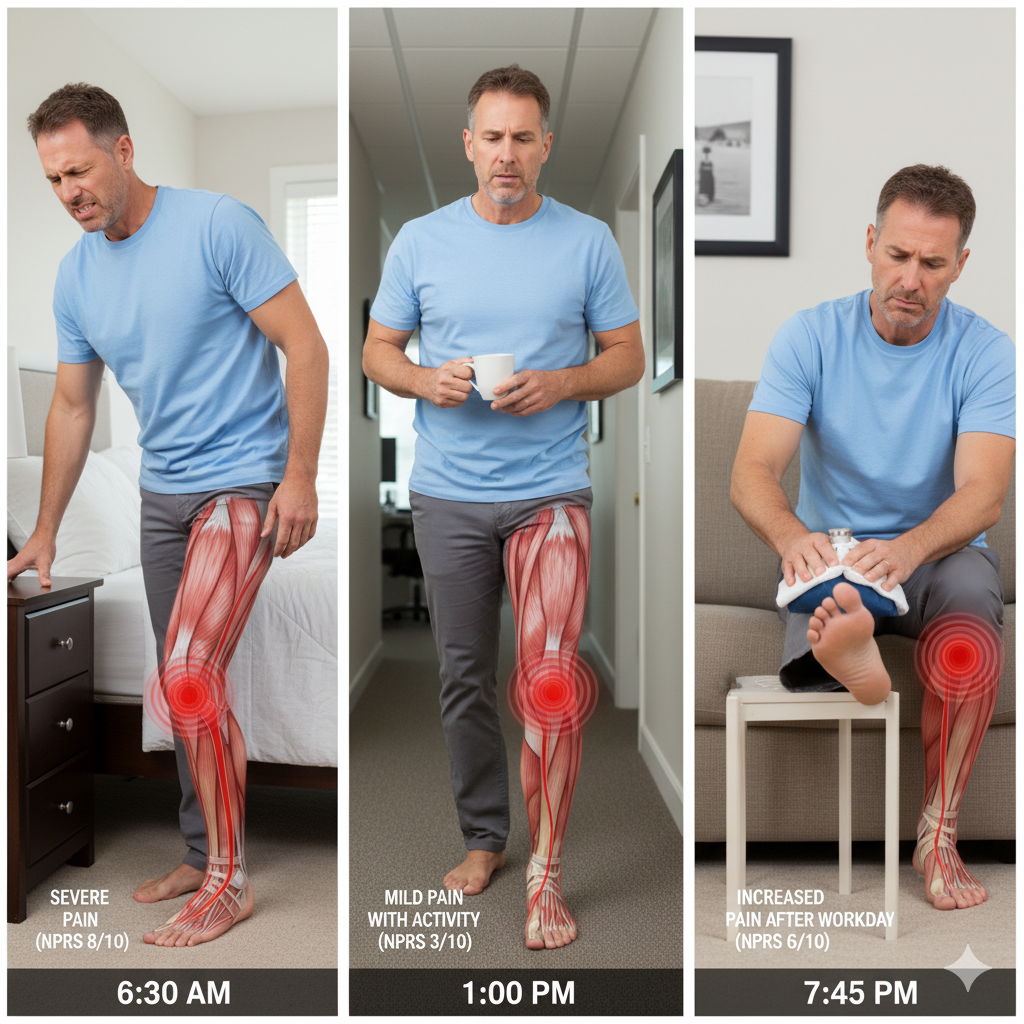 SEVERE
PAIN
(NPRS 8/10)
6:30 AM
MILD PAIN
WITH ACTIVITY
(NPRS 3/10)
1:00 PM
INCREASED
PAIN AFTER WORKDAY
(NPRS 6/10)
7:45 PM